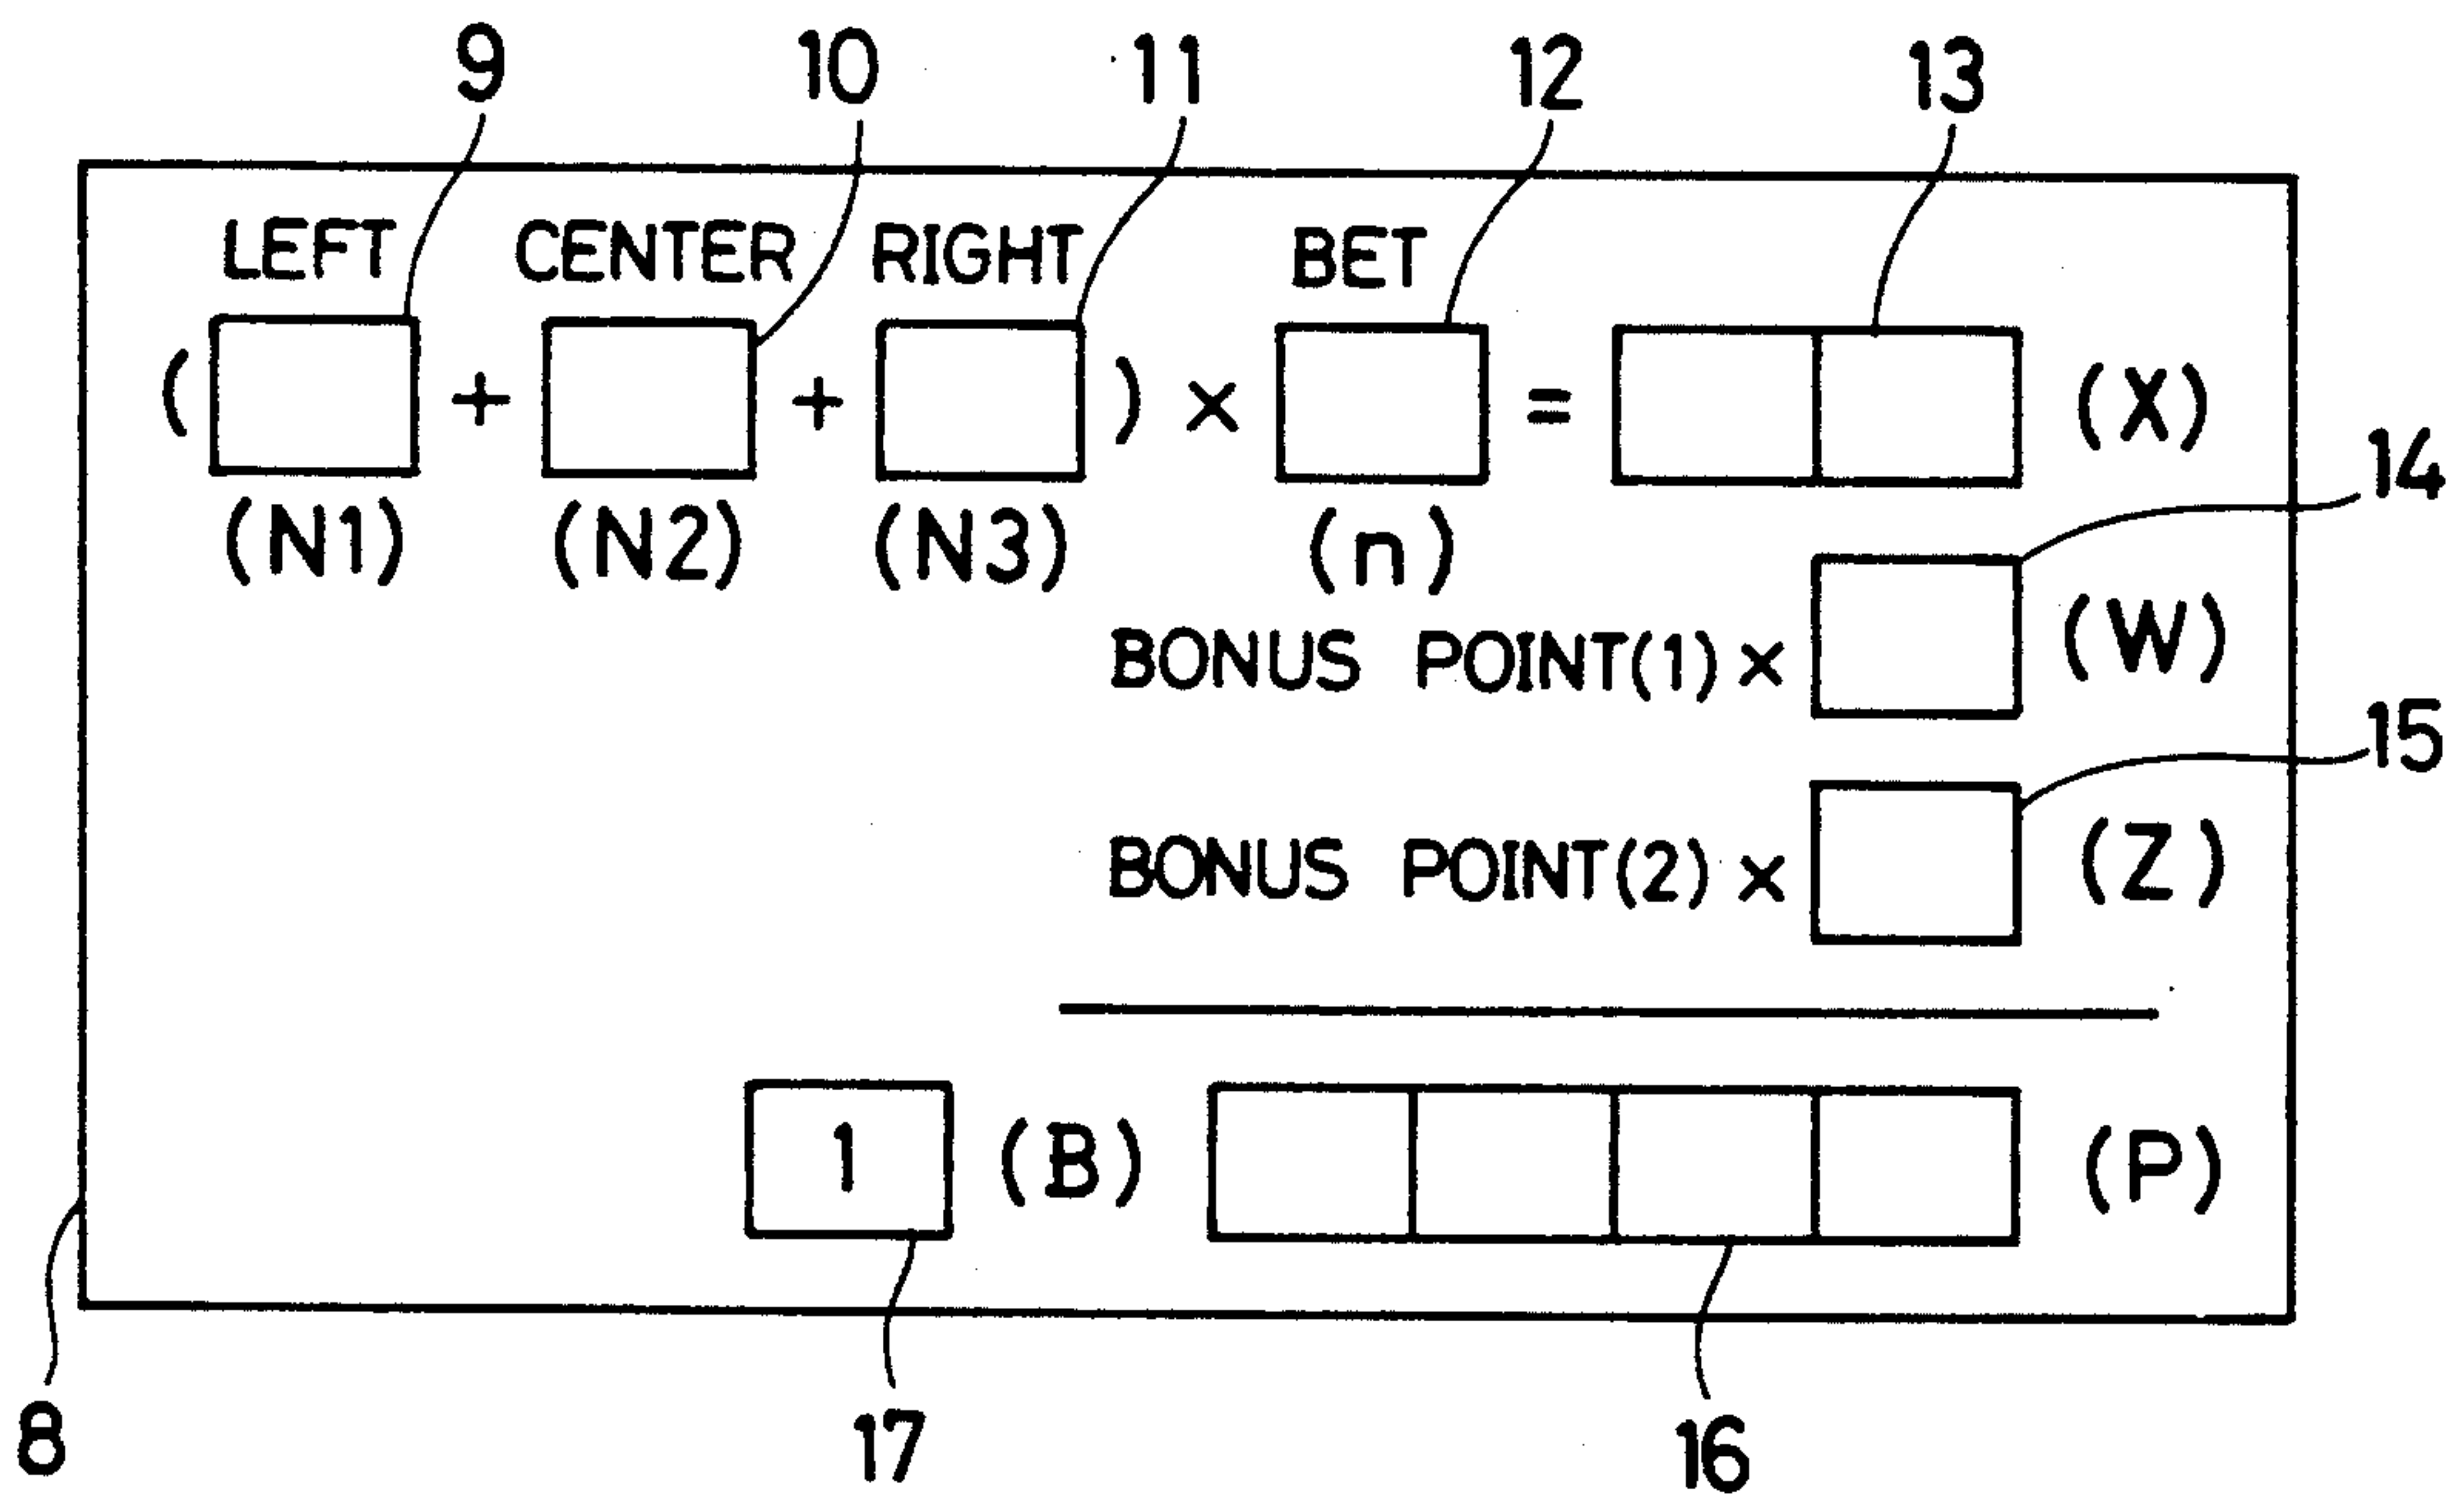 9 10 11 12 13
LEFT CENTER RIGHT BET
( + + ) × = (X)
14
(N1) (N2) (N3) (n)
BONUS POINT(1) × (W)
15
BONUS POINT(2) × (Z)
1 (B) (P)
8 17 16